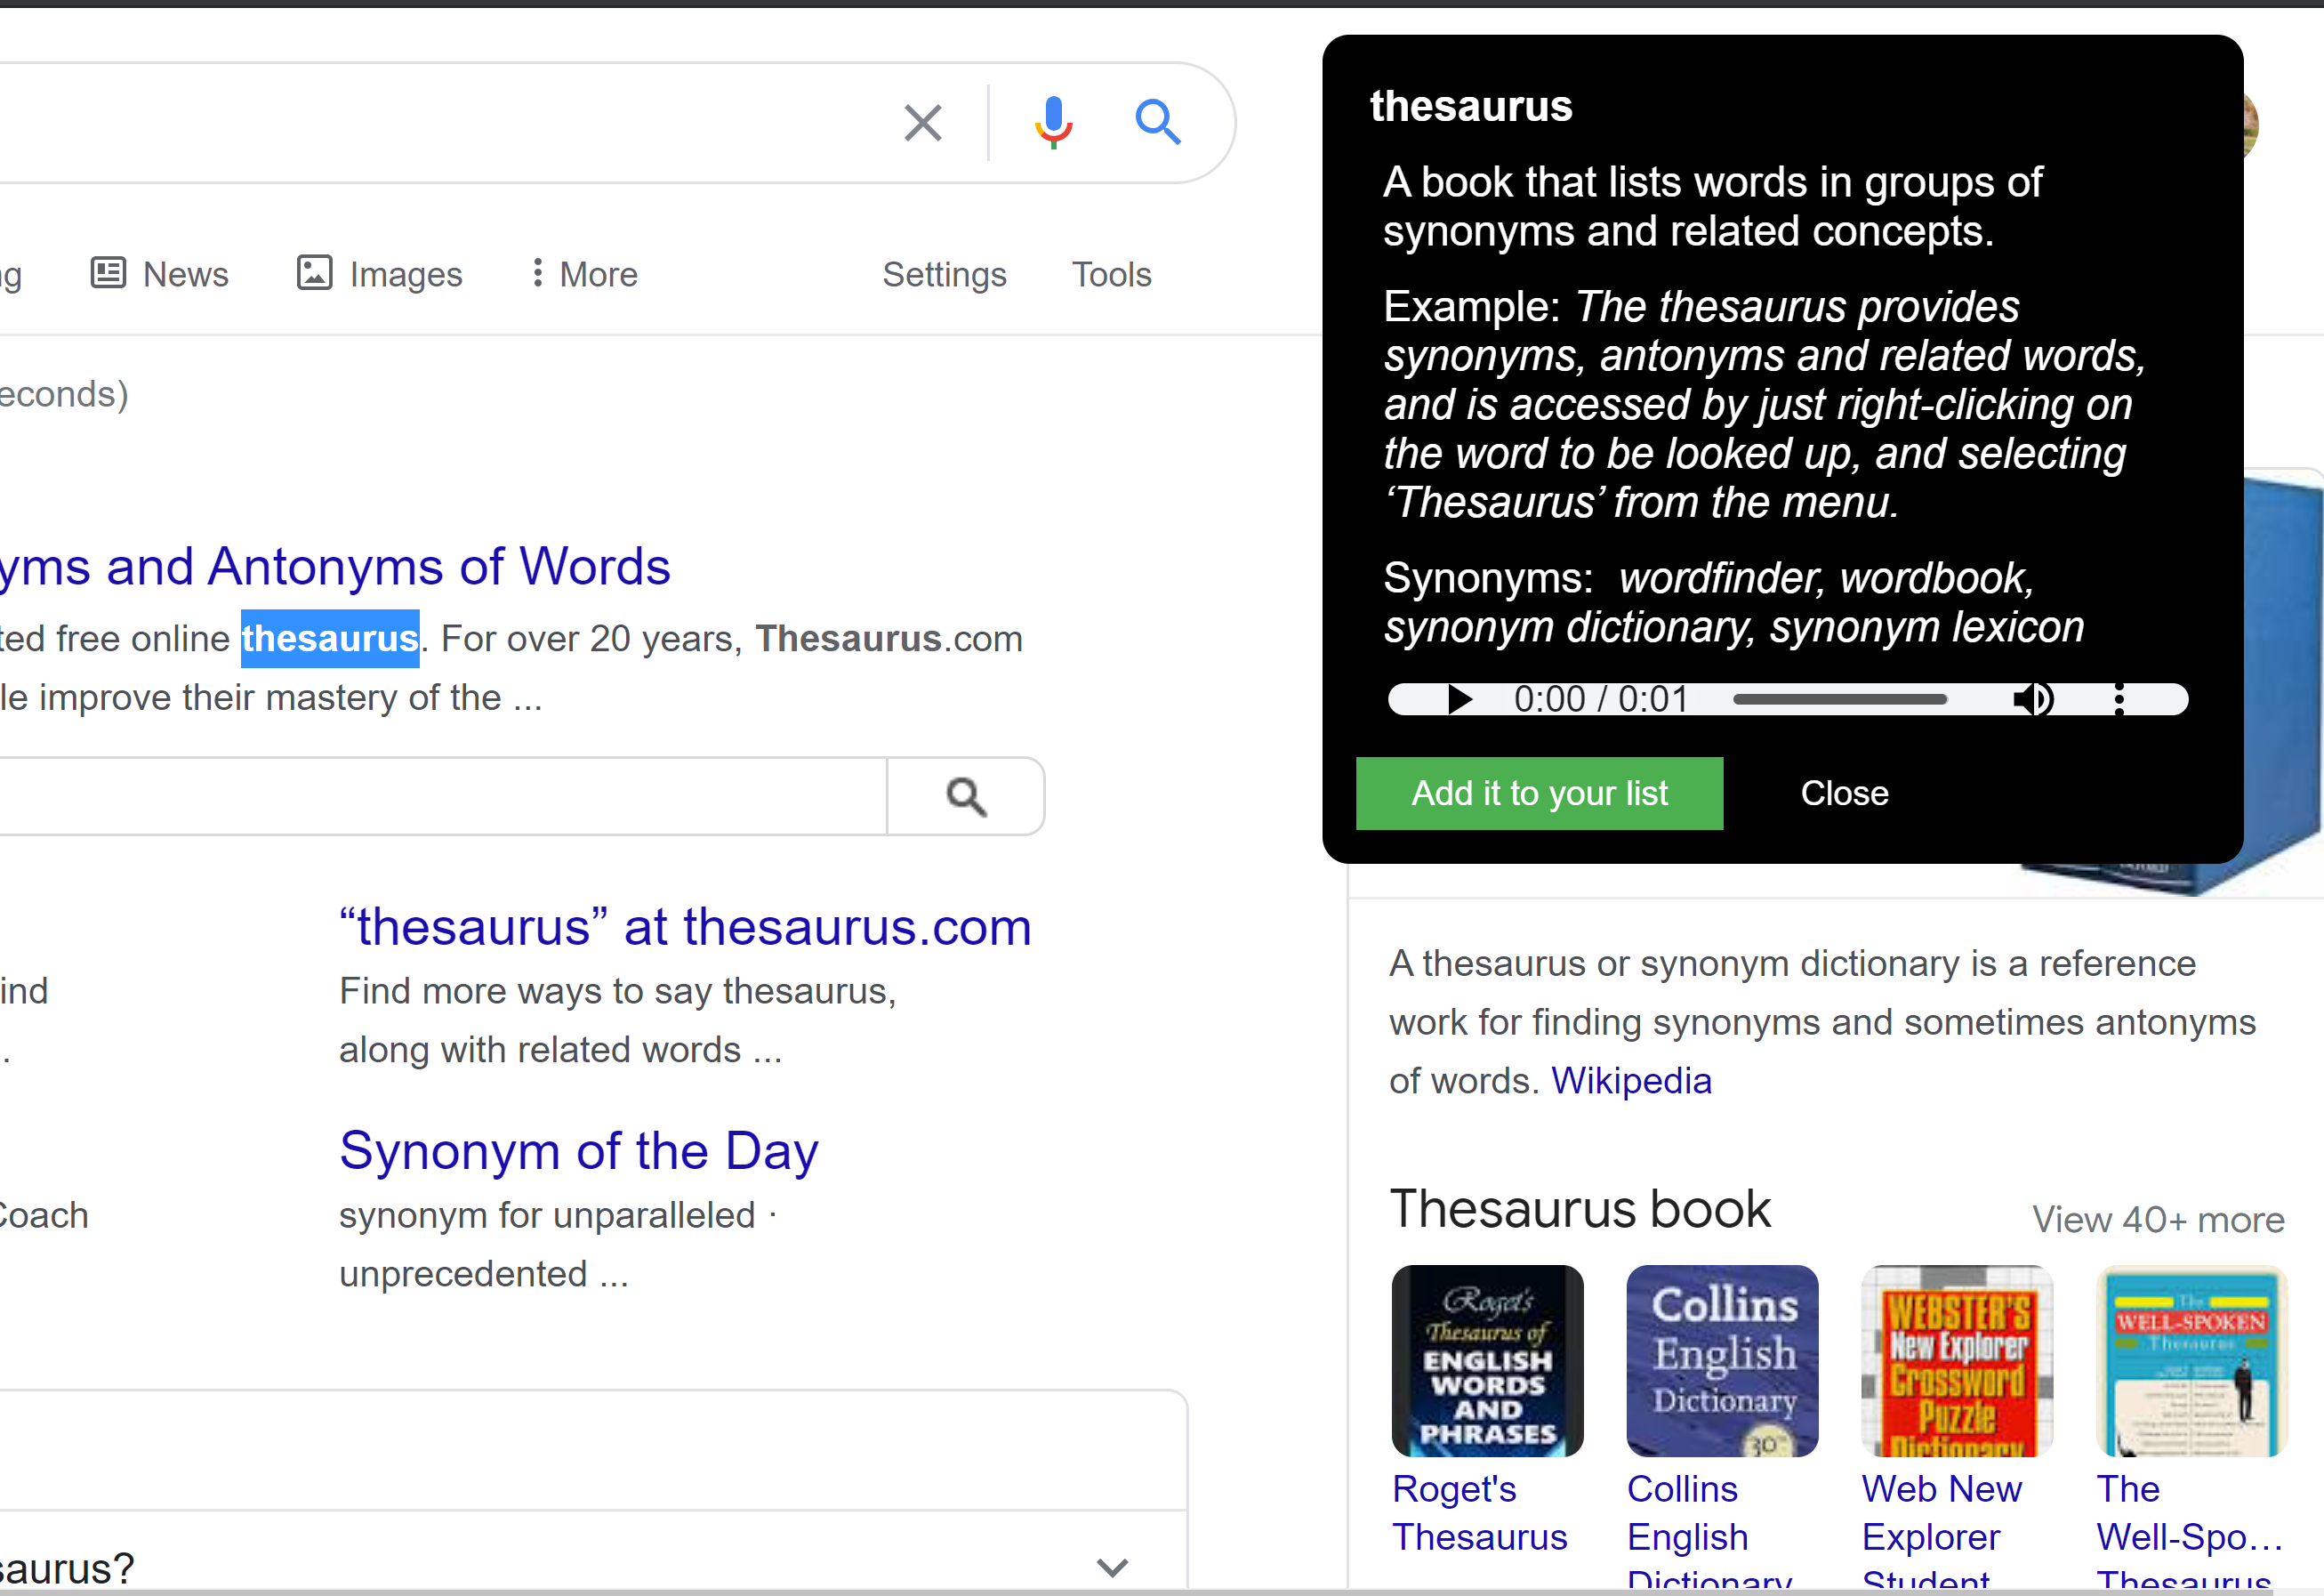 News
Images
More
Settings
Tools
econds)
yms and Antonyms of Words
ted free online thesaurus. For over 20 years, Thesaurus.com
le improve their mastery of the ...
“thesaurus” at thesaurus.com
ind
Find more ways to say thesaurus,
along with related words ...
Synonym of the Day
Coach
synonym for unparalleled ·
unprecedented ...
saurus?
thesaurus
A book that lists words in groups of
synonyms and related concepts.
Example: The thesaurus provides
synonyms, antonyms and related words,
and is accessed by just right-clicking on
the word to be looked up, and selecting
‘Thesaurus’ from the menu.
Synonyms: wordfinder, wordbook,
synonym dictionary, synonym lexicon
0:00 / 0:01
Add it to your list
Close
A thesaurus or synonym dictionary is a reference
work for finding synonyms and sometimes antonyms
of words. Wikipedia
Thesaurus book
View 40+ more
Roget's
Thesaurus of
ENGLISH
WORDS
AND
PHRASES
Collins
English
Dictionary
30
WEBSTER'S
New Explorer
Crossword
Puzzle
Dictionary
The
WELL-SPOKEN
Thesaurus
Roget's
Thesaurus
Collins
English
Dictionary
Web New
Explorer
Student
The
Well-Spo...
Thesaurus